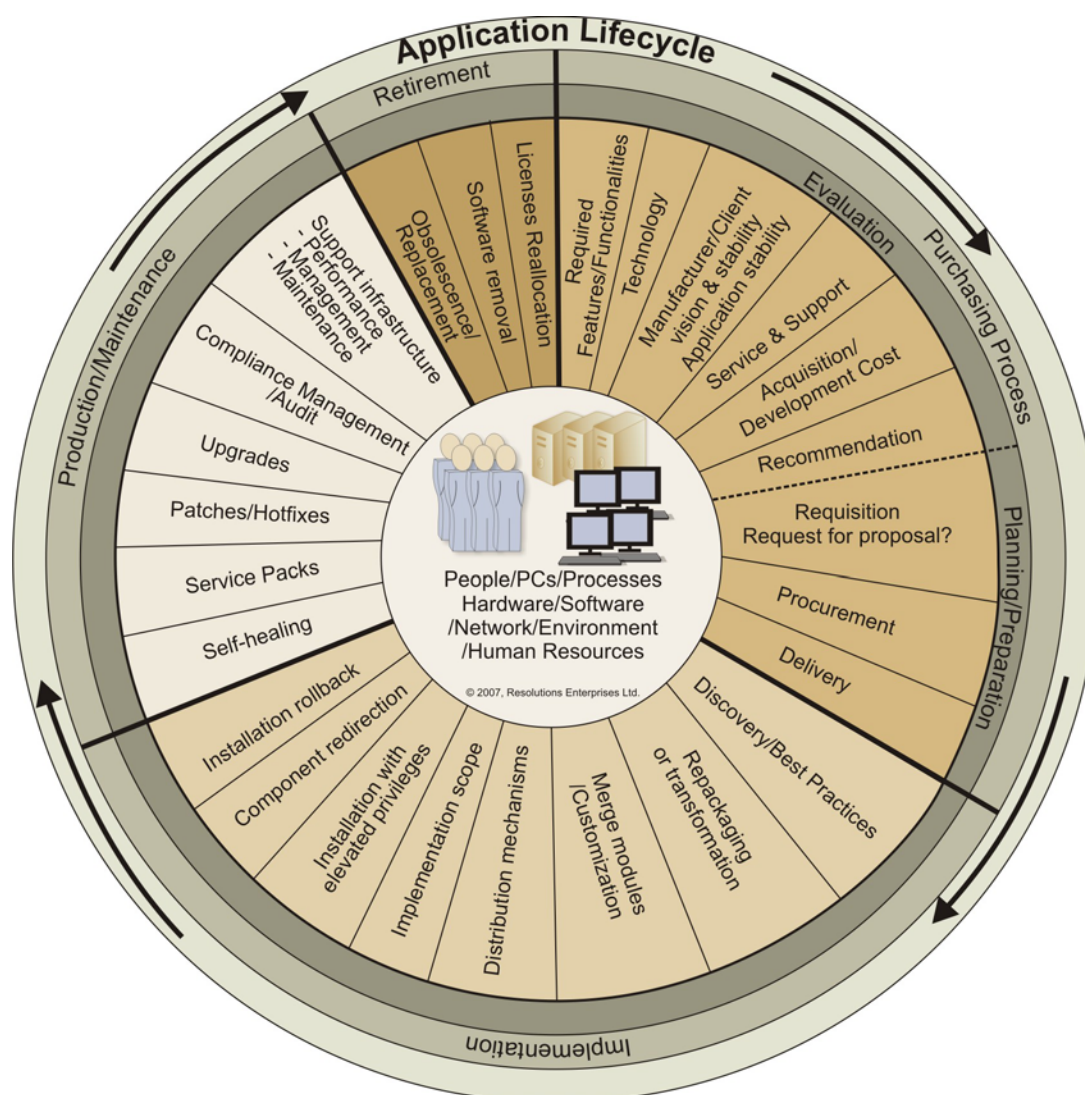 Application Lifecycle
Retirement
Evaluation
Purchasing Process
Planning/Preparation
Implementation
Production/Maintenance
Required
Features/Functionalities
Technology
Manufacturer/Client
vision & stability
Application stability
Service & Support
Acquisition/
Development Cost
Recommendation
Requisition
Request for proposal?
Procurement
Delivery
Discovery/Best Practices
Repackaging
or transformation
Merge modules
/Customization
Distribution mechanisms
Implementation scope
Installation with
elevated privileges
Component redirection
Installation rollback
Self-healing
Service Packs
Patches/Hotfixes
Upgrades
Compliance Management
/Audit
Support infrastructure
- Performance
- Management
- Maintenance
Obsolescence/
Replacement
Software removal
Licenses Reallocation
People/PCs/Processes
Hardware/Software
/Network/Environment
/Human Resources
© 2007, Resolutions Enterprises Ltd.